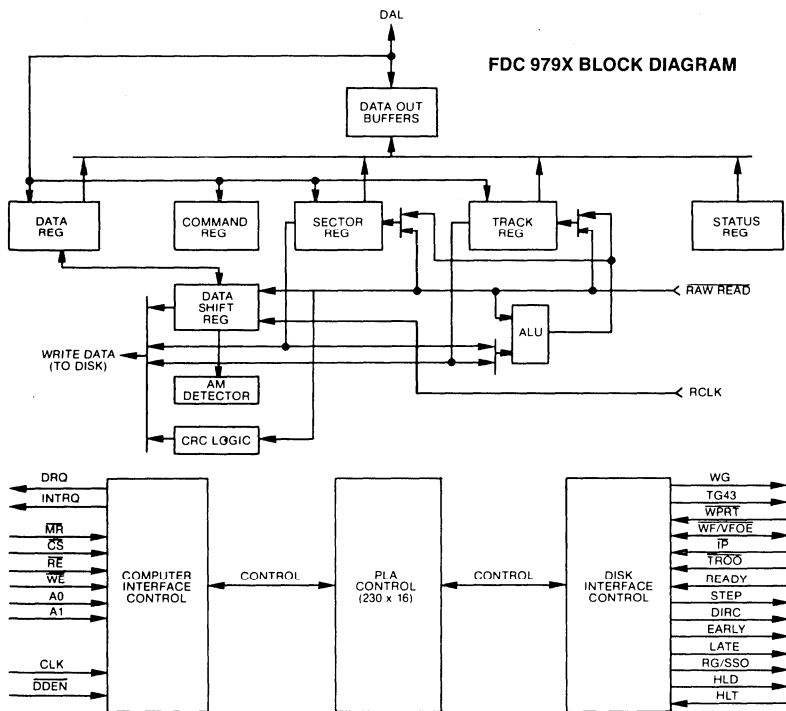 DAL
FDC 979X BLOCK DIAGRAM
DATA OUT
BUFFERS
DATA
REG
COMMAND
REG
SECTOR
REG
TRACK
REG
STATUS
REG
DATA
SHIFT
REG
RAW READ
ALU
WRITE DATA
(TO DISK)
AM
DETECTOR
RCLK
CRC LOGIC
DRQ
INTRQ
MR
CS
RE
WE
A0
A1
CLK
DDEN
COMPUTER
INTERFACE
CONTROL
CONTROL
PLA
CONTROL
(230 x 16)
CONTROL
DISK
INTERFACE
CONTROL
WG
TG43
WPRT
WF/VFOE
IP
TROO
READY
STEP
DIRC
EARLY
LATE
RG/SSO
HLD
HLT